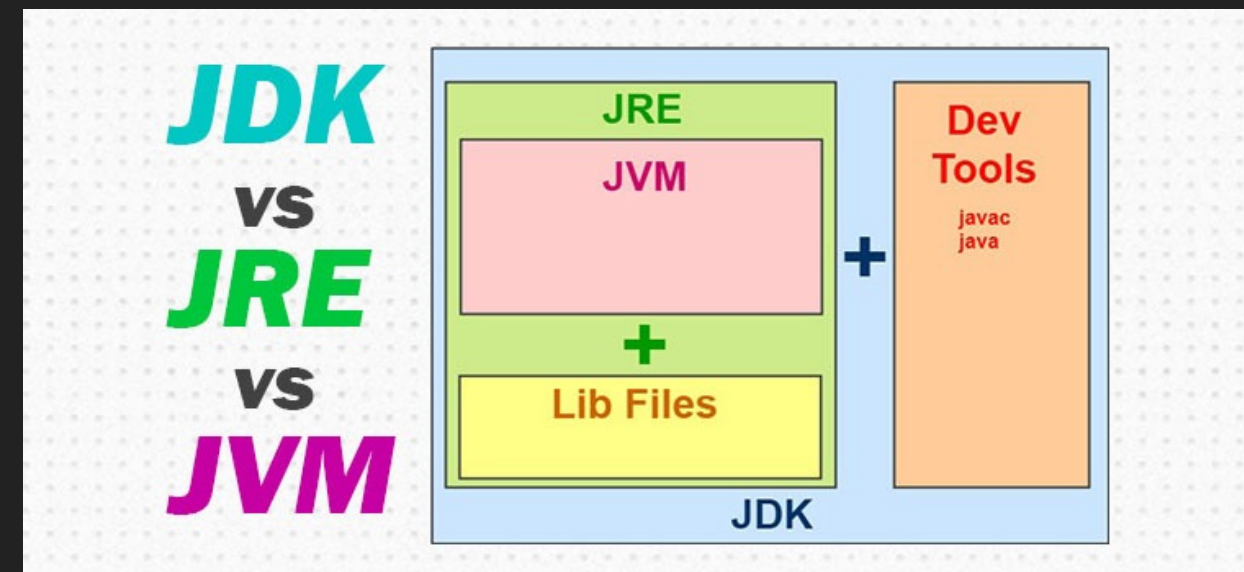 JDK
vs
JRE
vs
JVM
JRE
JVM
+
Lib Files
+
Dev
Tools
javac
java
JDK